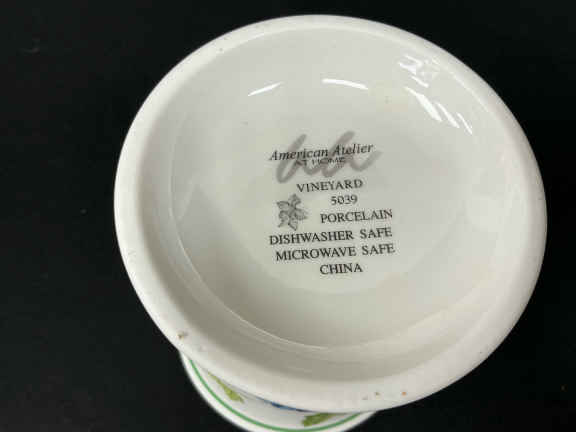 American Atelier
AT HOME
VINEYARD
5039
PORCELAIN
DISHWASHER SAFE
MICROWAVE SAFE
CHINA